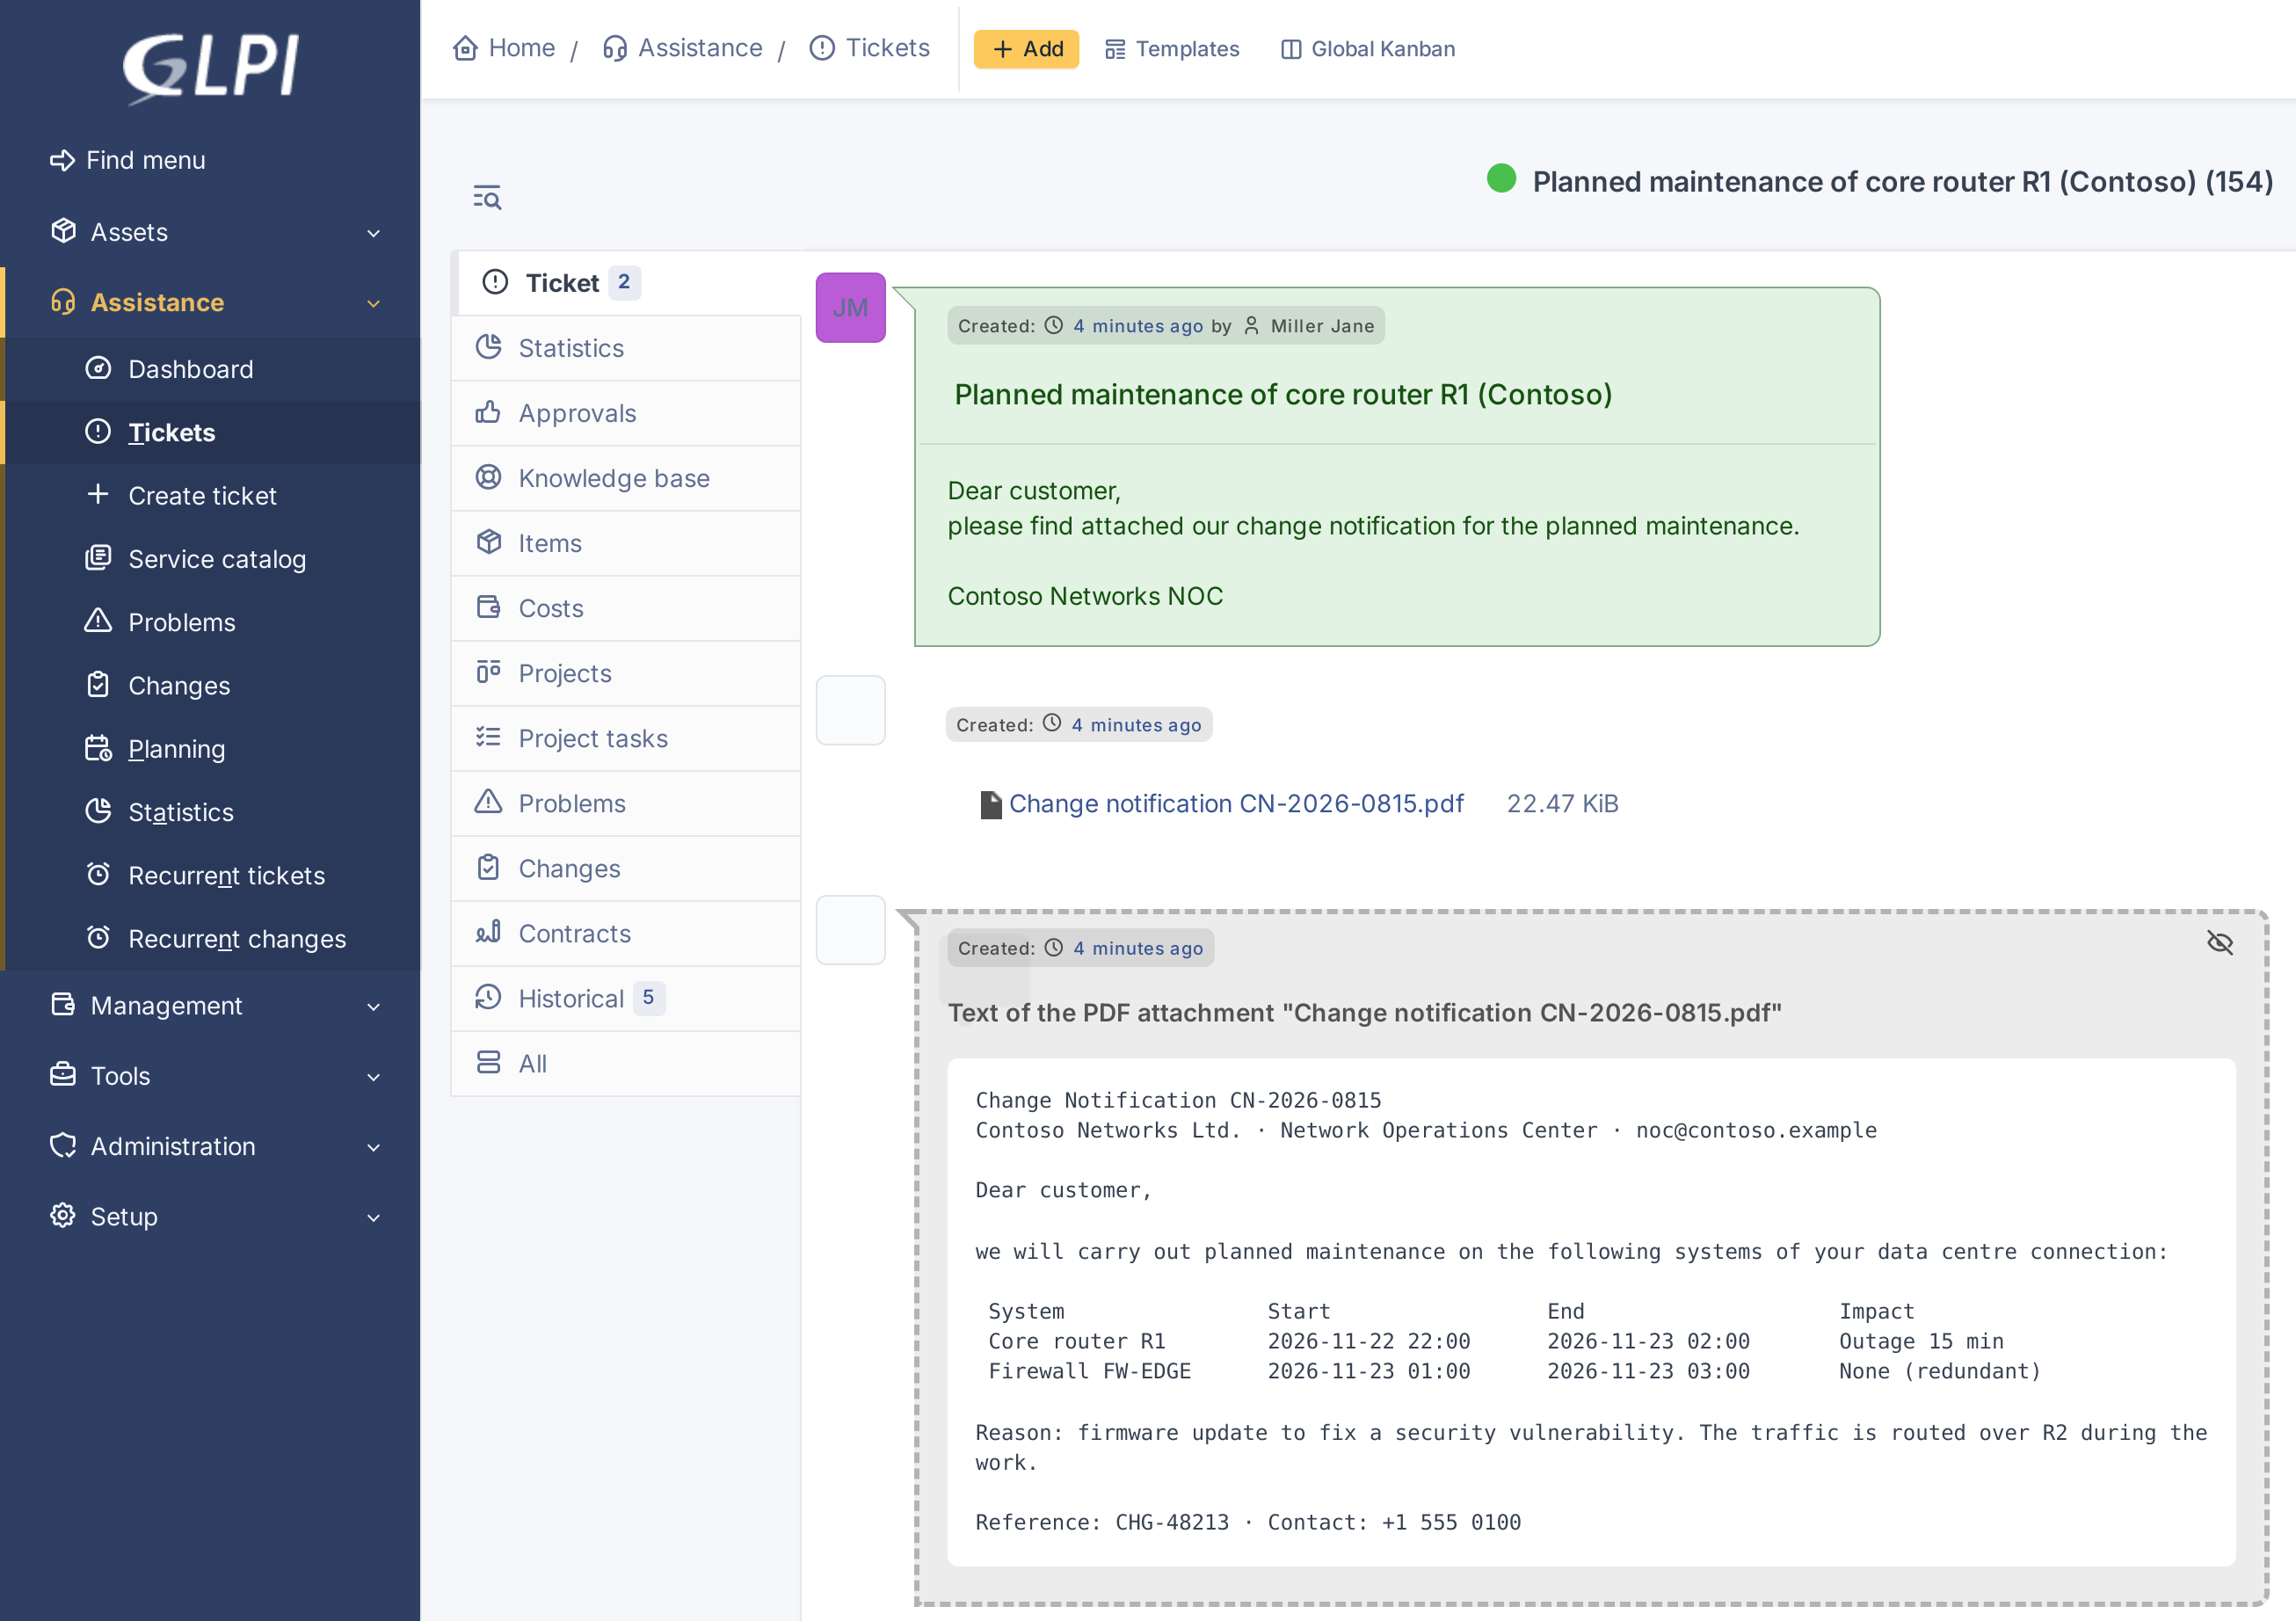 GLPI
Find menu
Assets
Assistance
Dashboard
Tickets
Create ticket
Service catalog
Problems
Changes
Planning
Statistics
Recurrent tickets
Recurrent changes
Management
Tools
Administration
Setup
Home / Assistance / Tickets
Add
Templates
Global Kanban
Planned maintenance of core router R1 (Contoso) (154)
Ticket 2
Statistics
Approvals
Knowledge base
Items
Costs
Projects
Project tasks
Problems
Changes
Contracts
Historical 5
All
JM
Created: 4 minutes ago by Miller Jane
Planned maintenance of core router R1 (Contoso)
Dear customer,
please find attached our change notification for the planned maintenance.
Contoso Networks NOC
Created: 4 minutes ago
Change notification CN-2026-0815.pdf 22.47 KiB
Created: 4 minutes ago
Text of the PDF attachment "Change notification CN-2026-0815.pdf"
Change Notification CN-2026-0815
Contoso Networks Ltd. · Network Operations Center · noc@contoso.example
Dear customer,
we will carry out planned maintenance on the following systems of your data centre connection:
System Start End Impact
Core router R1 2026-11-22 22:00 2026-11-23 02:00 Outage 15 min
Firewall FW-EDGE 2026-11-23 01:00 2026-11-23 03:00 None (redundant)
Reason: firmware update to fix a security vulnerability. The traffic is routed over R2 during the
work.
Reference: CHG-48213 · Contact: +1 555 0100